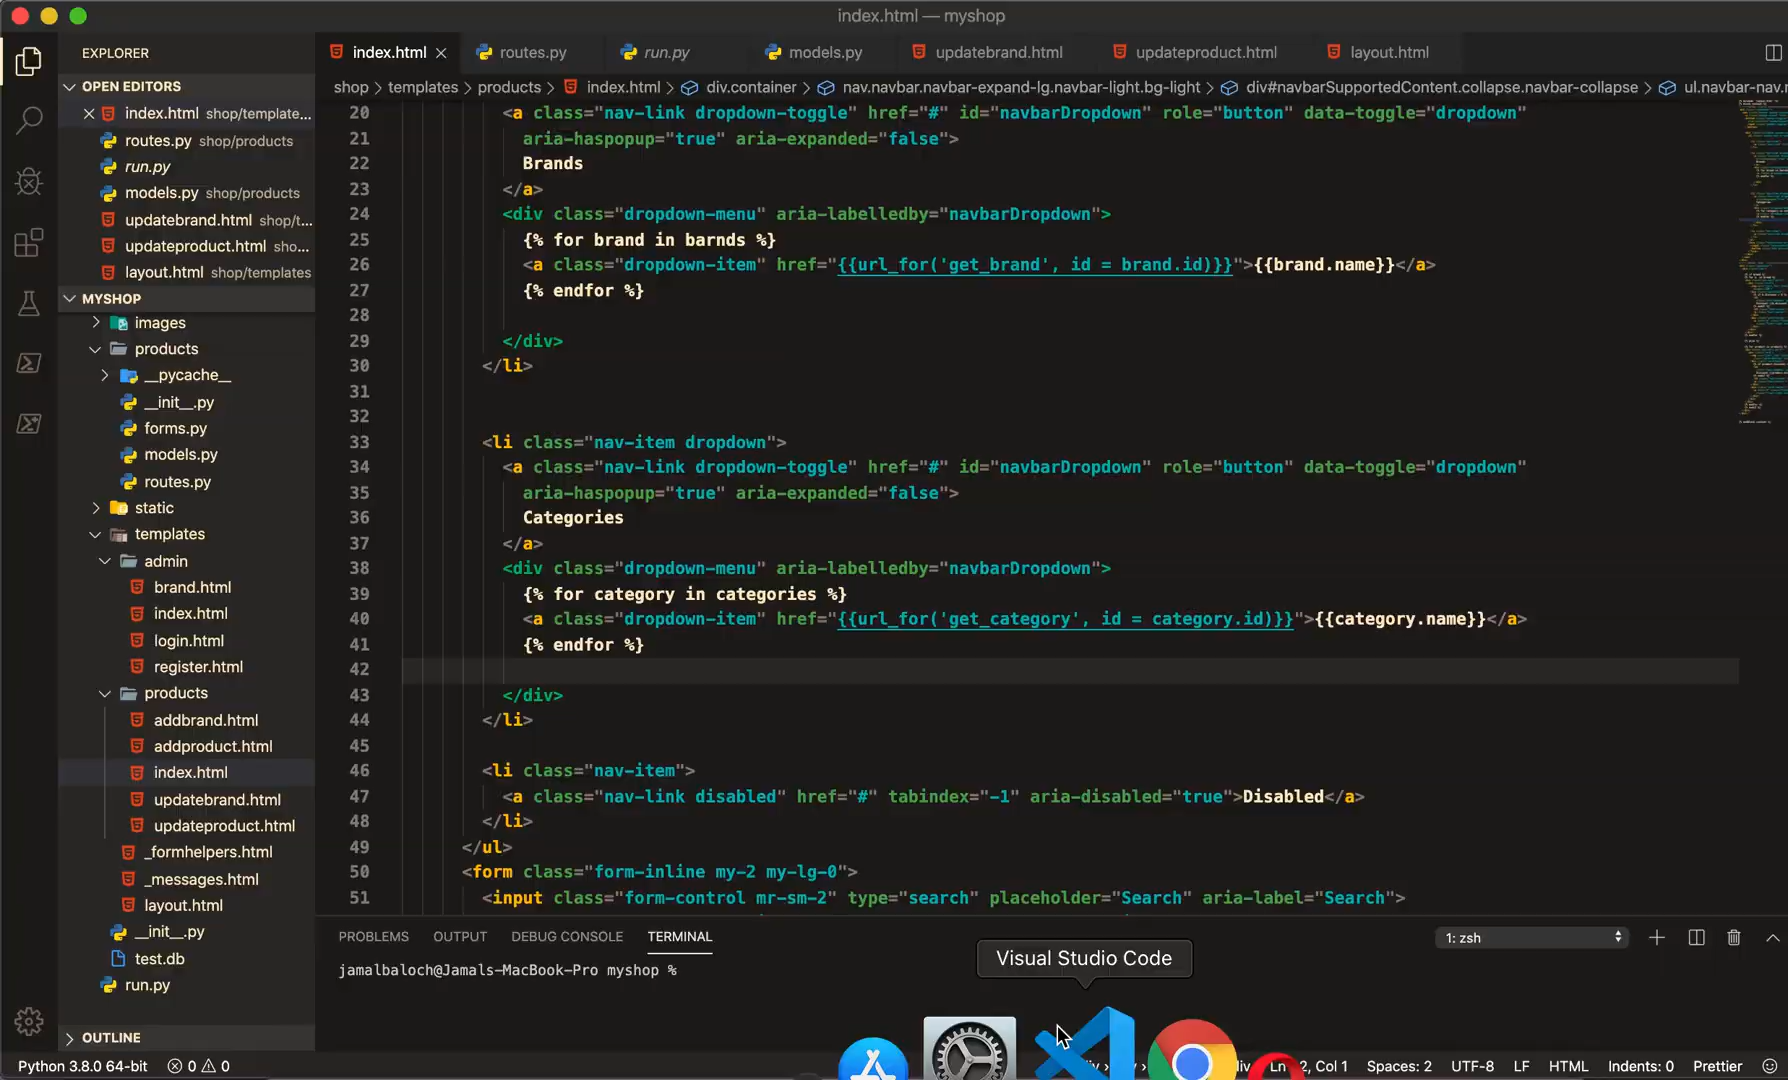 index.html — myshop
EXPLORER
index.html
routes.py
run.py
models.py
updatebrand.html
updateproduct.html
layout.html
OPEN EDITORS
shop > templates > products > index.html > div.container > nav.navbar.navbar-expand-lg.navbar-light.bg-light > div#navbarSupportedContent.collapse.navbar-collapse > ul.navbar-nav
index.html shop/template...
routes.py shop/products
run.py
models.py shop/products
updatebrand.html shop/t...
updateproduct.html sho...
layout.html shop/templates
MYSHOP
images
products
__pycache__
__init__.py
forms.py
models.py
routes.py
static
templates
admin
brand.html
index.html
login.html
register.html
products
addbrand.html
addproduct.html
index.html
updatebrand.html
updateproduct.html
_formhelpers.html
_messages.html
layout.html
__init__.py
test.db
run.py
OUTLINE
20 <a class="nav-link dropdown-toggle" href="#" id="navbarDropdown" role="button" data-toggle="dropdown"
21 aria-haspopup="true" aria-expanded="false">
22 Brands
23 </a>
24 <div class="dropdown-menu" aria-labelledby="navbarDropdown">
25 {% for brand in barnds %}
26 <a class="dropdown-item" href="{{url_for('get_brand', id = brand.id)}}">{{brand.name}}</a>
27 {% endfor %}
28
29 </div>
30 </li>
31
32
33 <li class="nav-item dropdown">
34 <a class="nav-link dropdown-toggle" href="#" id="navbarDropdown" role="button" data-toggle="dropdown"
35 aria-haspopup="true" aria-expanded="false">
36 Categories
37 </a>
38 <div class="dropdown-menu" aria-labelledby="navbarDropdown">
39 {% for category in categories %}
40 <a class="dropdown-item" href="{{url_for('get_category', id = category.id)}}">{{category.name}}</a>
41 {% endfor %}
42
43 </div>
44 </li>
45
46 <li class="nav-item">
47 <a class="nav-link disabled" href="#" tabindex="-1" aria-disabled="true">Disabled</a>
48 </li>
49 </ul>
50 <form class="form-inline my-2 my-lg-0">
51 <input class="form-control mr-sm-2" type="search" placeholder="Search" aria-label="Search">
PROBLEMS OUTPUT DEBUG CONSOLE TERMINAL
1: zsh
jamalbaloch@Jamals-MacBook-Pro myshop %
Visual Studio Code
Python 3.8.0 64-bit
0 0
2, Col 1
Spaces: 2
UTF-8
LF
HTML
Indents: 0
Prettier